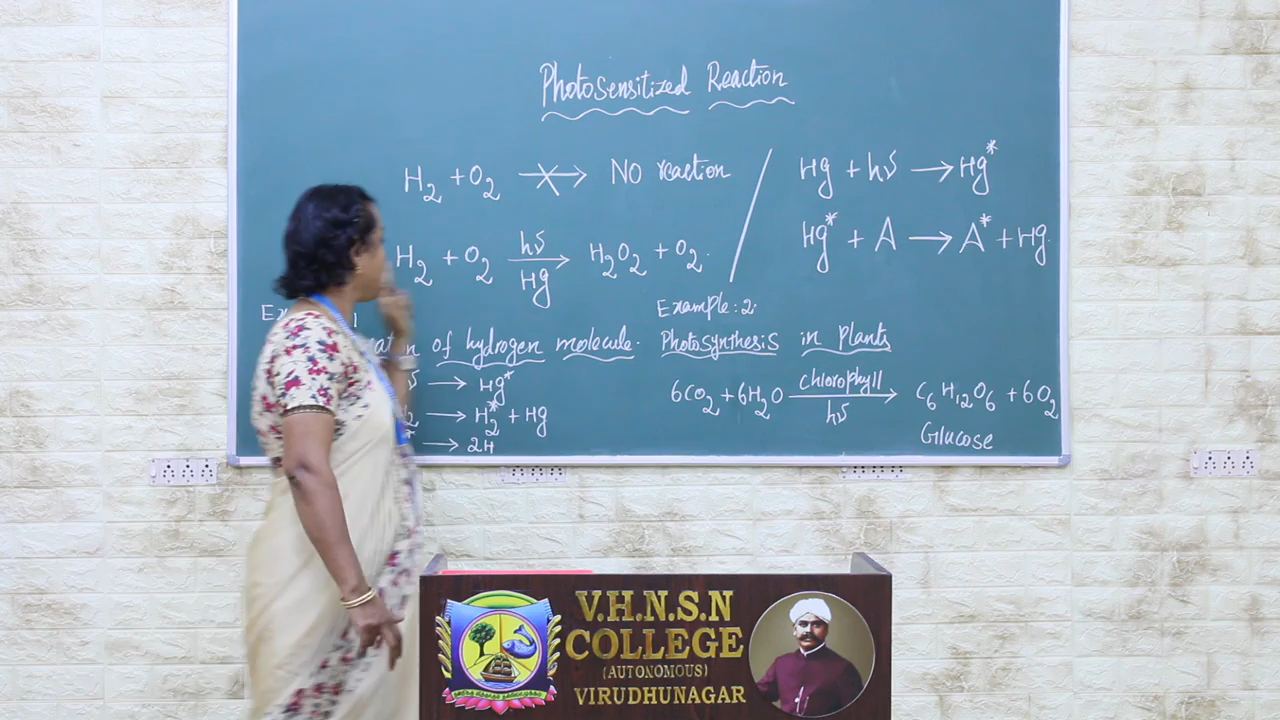 Photosensitized Reaction
H2 + O2 -X-> NO reaction
Hg + hν → Hg*
H2 + O2 hν/Hg → H2O2 + O2.
Hg* + A → A* + Hg.
of hydrogen molecule.
→ Hg*
→ H2* + Hg
→ 2H
Example: 2:
Photosynthesis in plants
6CO2 + 6H2O chlorophyll/hν → C6H12O6 + 6O2
Glucose
V.H.N.S.N
COLLEGE
(AUTONOMOUS)
VIRUDHUNAGAR